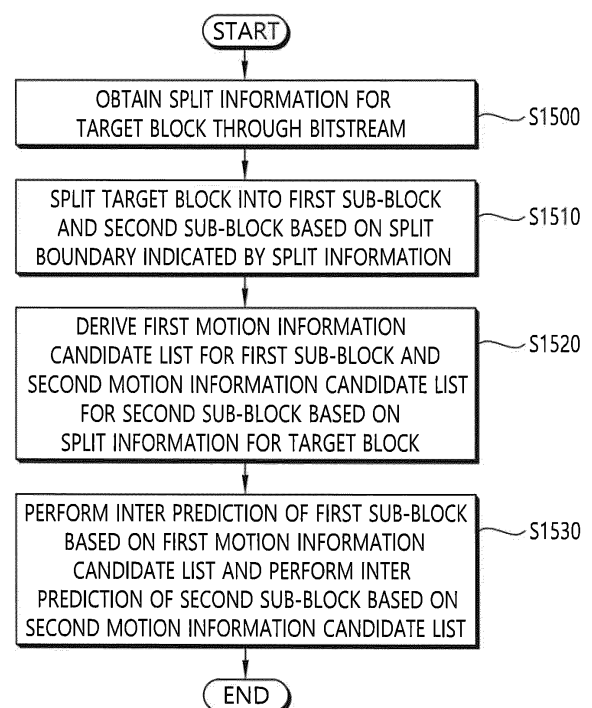 START
OBTAIN SPLIT INFORMATION FOR
TARGET BLOCK THROUGH BITSTREAM
S1500
SPLIT TARGET BLOCK INTO FIRST SUB-BLOCK
AND SECOND SUB-BLOCK BASED ON SPLIT
BOUNDARY INDICATED BY SPLIT INFORMATION
S1510
DERIVE FIRST MOTION INFORMATION
CANDIDATE LIST FOR FIRST SUB-BLOCK AND
SECOND MOTION INFORMATION CANDIDATE LIST
FOR SECOND SUB-BLOCK BASED ON
SPLIT INFORMATION FOR TARGET BLOCK
S1520
PERFORM INTER PREDICTION OF FIRST SUB-BLOCK
BASED ON FIRST MOTION INFORMATION
CANDIDATE LIST AND PERFORM INTER
PREDICTION OF SECOND SUB-BLOCK BASED ON
SECOND MOTION INFORMATION CANDIDATE LIST
S1530
END